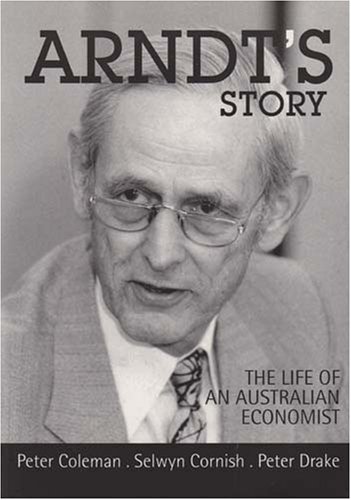 ARNDT'S
STORY
THE LIFE OF
AN AUSTRALIAN
ECONOMIST
Peter Coleman . Selwyn Cornish . Peter Drake